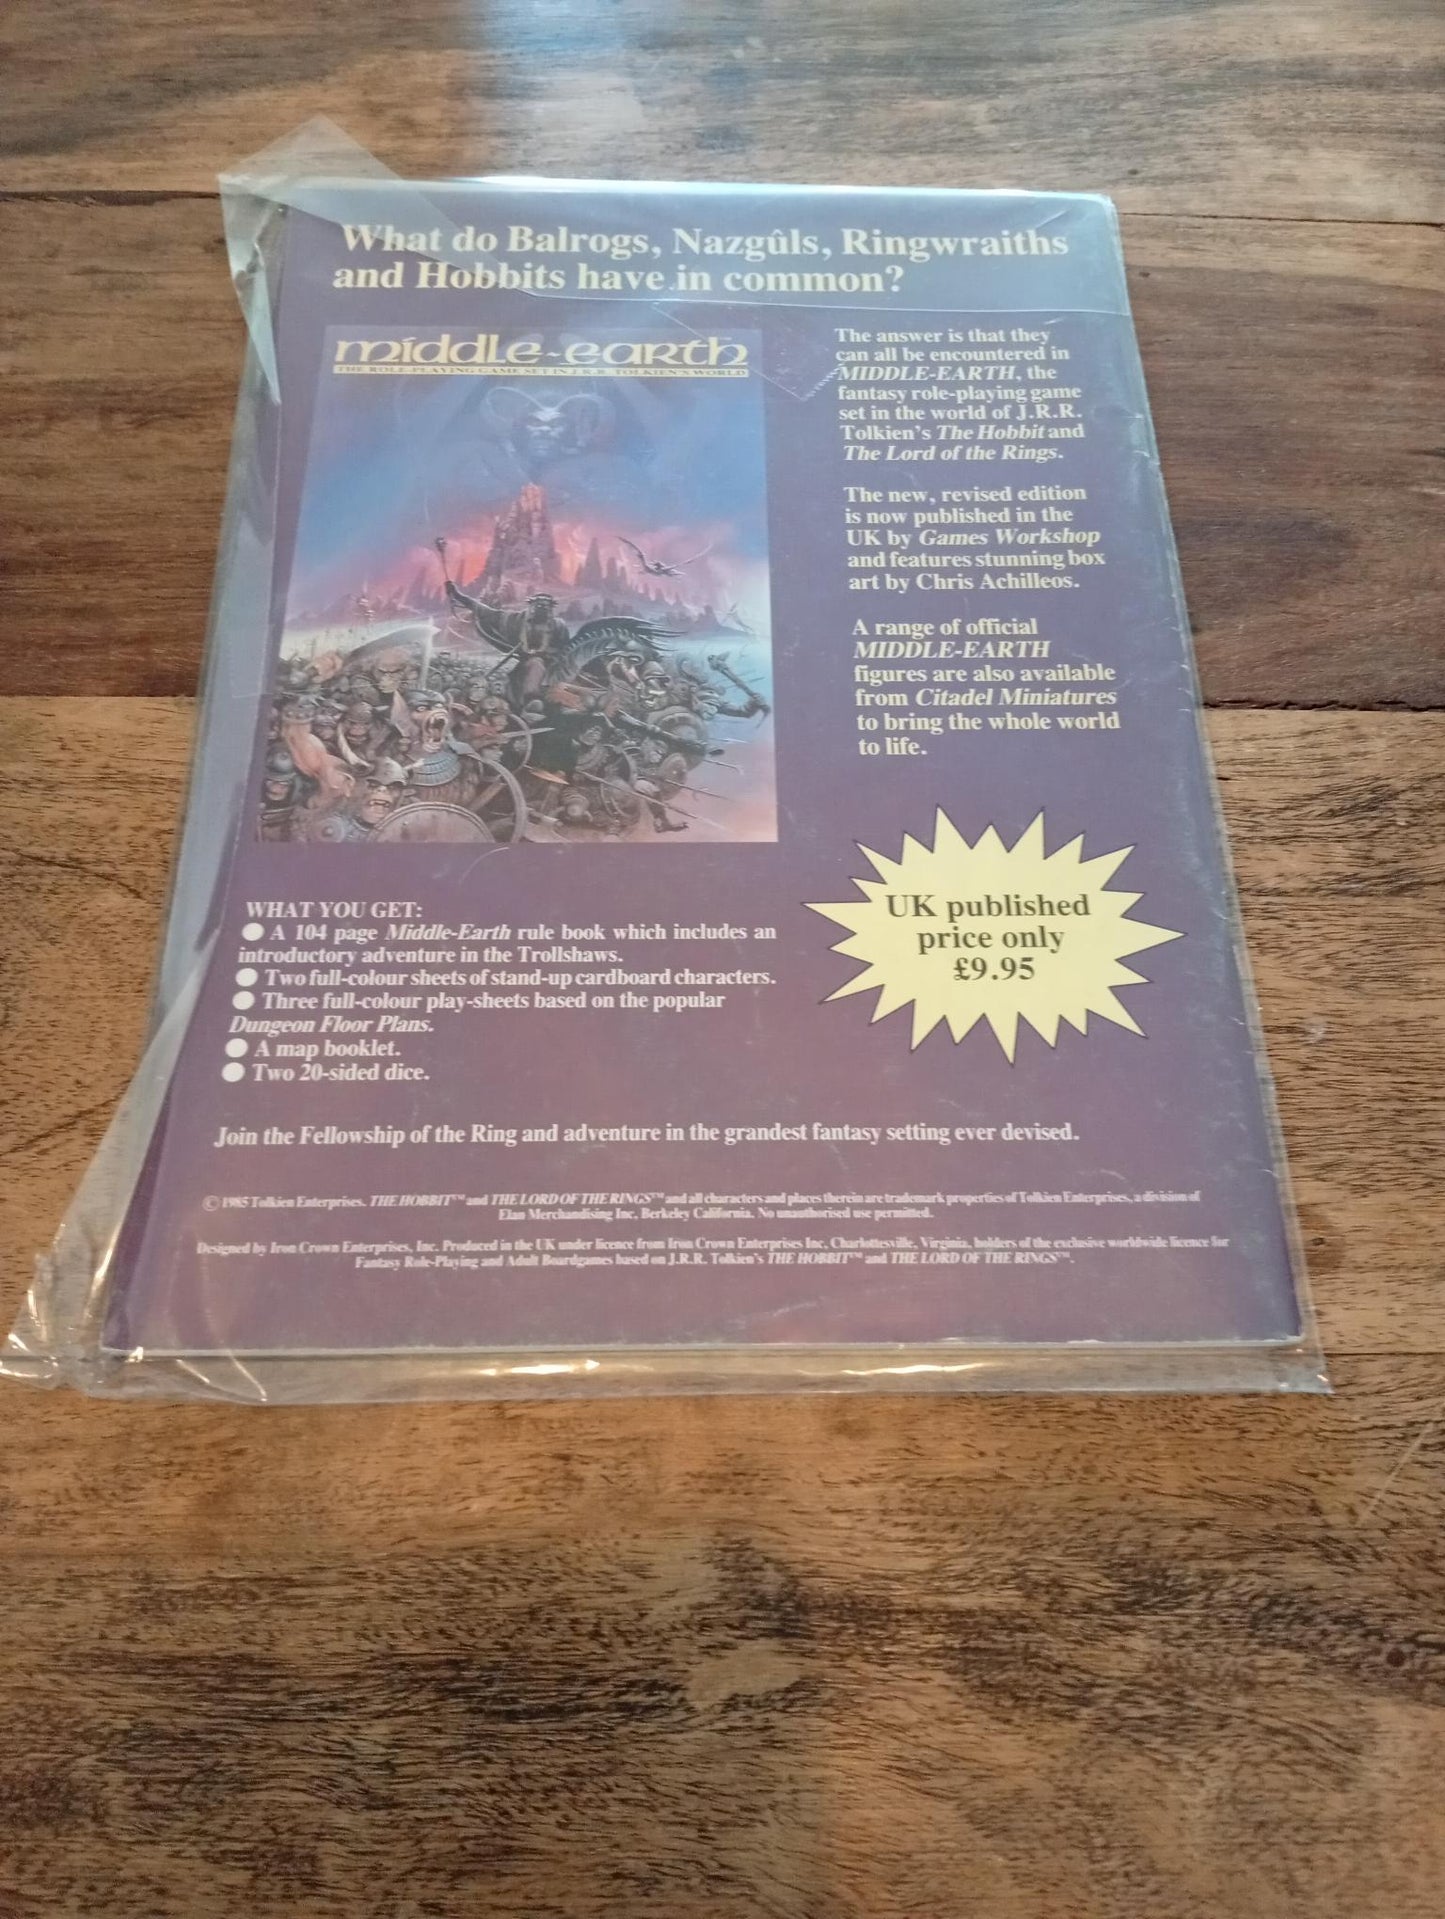 What do Balrogs, Nazgûls, Ringwraiths
and Hobbits have in common?
middle-earth
THE ROLE-PLAYING GAME SET IN J.R.R. TOLKIEN'S WORLD
The answer is that they
can all be encountered in
MIDDLE-EARTH, the
fantasy role-playing game
set in the world of J.R.R.
Tolkien's The Hobbit and
The Lord of the Rings.
The new, revised edition
is now published in the
UK by Games Workshop
and features stunning box
art by Chris Achilleos.
A range of official
MIDDLE-EARTH
figures are also available
from Citadel Miniatures
to bring the whole world
to life.
WHAT YOU GET:
● A 104 page Middle-Earth rule book which includes an
introductory adventure in the Trollshaws.
● Two full-colour sheets of stand-up cardboard characters.
● Three full-colour play-sheets based on the popular
Dungeon Floor Plans.
● A map booklet.
● Two 20-sided dice.
UK published
price only
£9.95
Join the Fellowship of the Ring and adventure in the grandest fantasy setting ever devised.
© 1985 Tolkien Enterprises. THE HOBBIT™ and THE LORD OF THE RINGS™ and all characters and places therein are trademark properties of Tolkien Enterprises, a division of
Elan Merchandising Inc, Berkeley California. No unauthorised use permitted.
Designed by Iron Crown Enterprises, Inc. Produced in the UK under licence from Iron Crown Enterprises Inc, Charlottesville, Virginia, holders of the exclusive worldwide licence for
Fantasy Role-Playing and Adult Boardgames based on J.R.R. Tolkien's THE HOBBIT™ and THE LORD OF THE RINGS™.